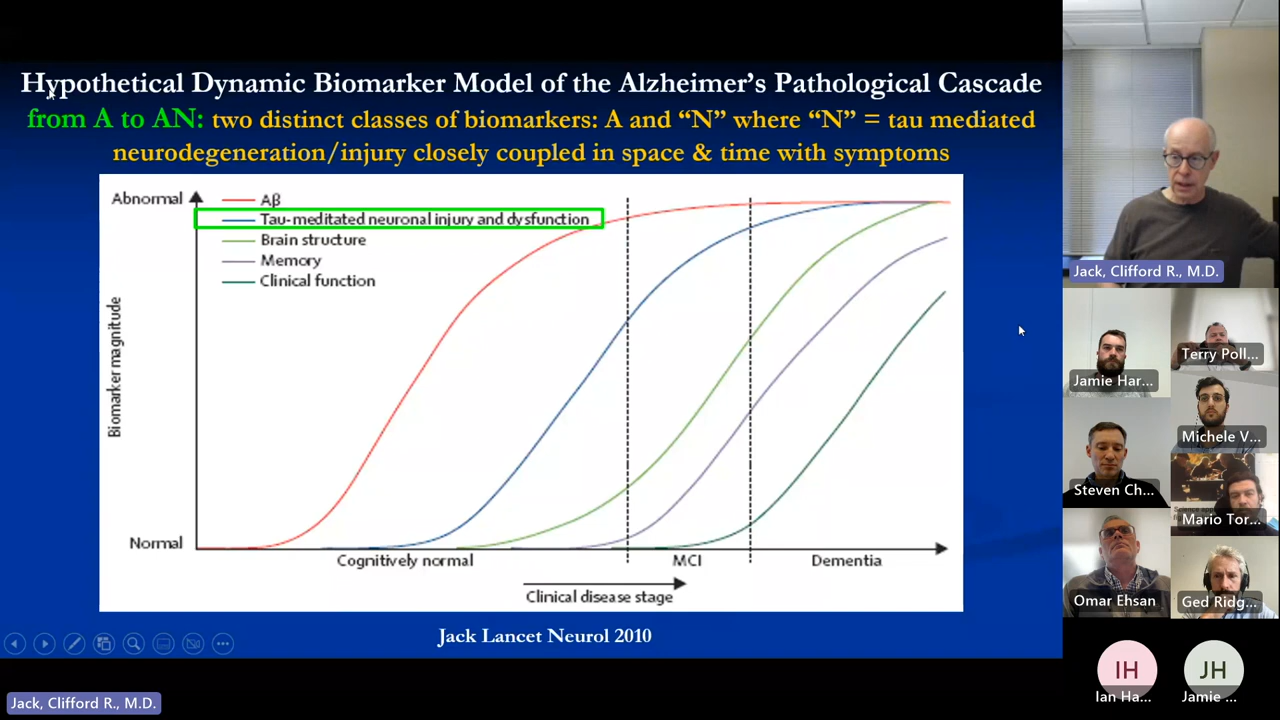 Hypothetical Dynamic Biomarker Model of the Alzheimer's Pathological Cascade
from A to AN: two distinct classes of biomarkers: A and “N” where “N” = tau mediated
neurodegeneration/injury closely coupled in space & time with symptoms
Abnormal
Aβ
Tau-meditated neuronal injury and dysfunction
Brain structure
Memory
Clinical function
Biomarker magnitude
Normal
Cognitively normal
MCI
Dementia
Clinical disease stage
Jack Lancet Neurol 2010
Jack, Clifford R., M.D.
Jack, Clifford R., M.D.
Jamie Har...
Terry Poll...
Michele V...
Steven Ch...
Mario Tor...
Omar Ehsan
Ged Ridg...
IH
JH
Ian Ha...
Jamie ...